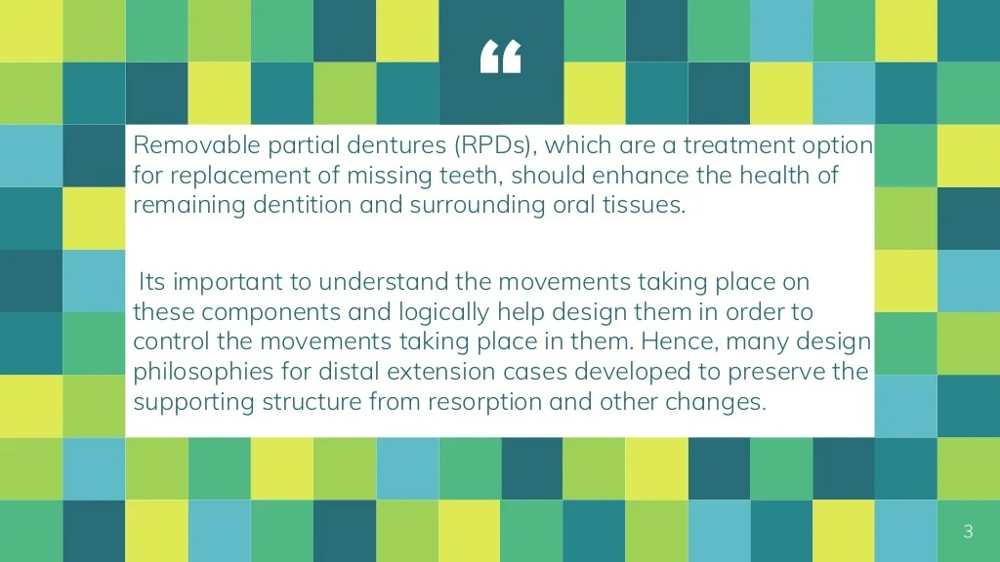 “
Removable partial dentures (RPDs), which are a treatment option
for replacement of missing teeth, should enhance the health of
remaining dentition and surrounding oral tissues.
Its important to understand the movements taking place on
these components and logically help design them in order to
control the movements taking place in them. Hence, many design
philosophies for distal extension cases developed to preserve the
supporting structure from resorption and other changes.
3